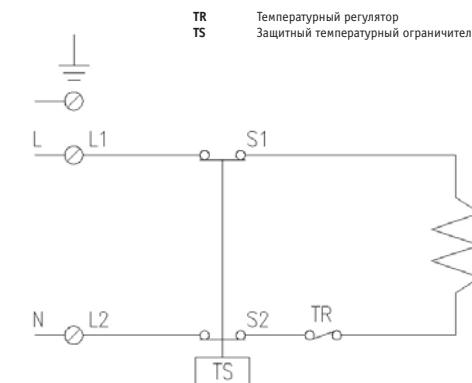 TR Температурный регулятор
TS Защитный температурный ограничител
L L1 S1
N L2 S2 TR
TS